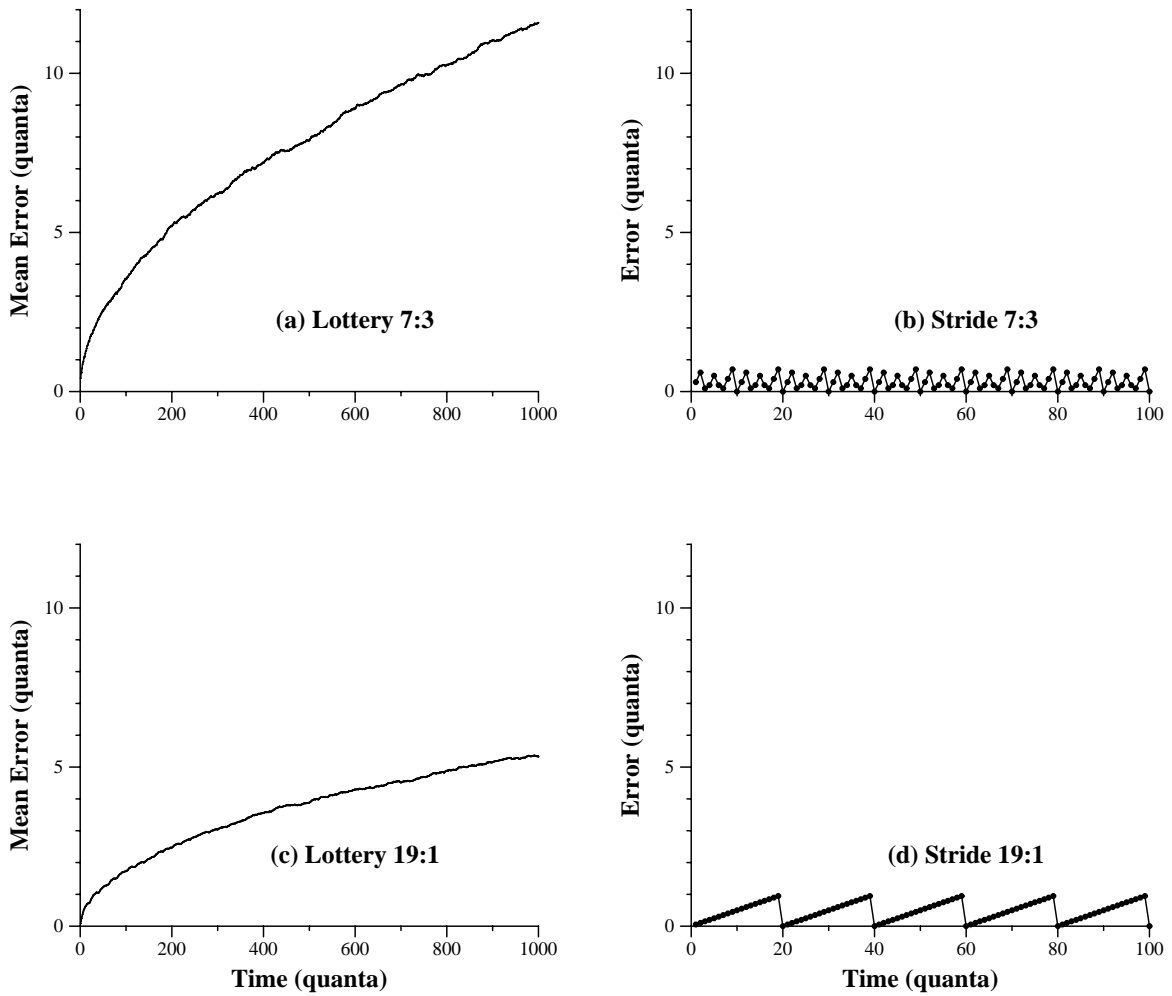 Mean Error (quanta)
10
5
0
0 200 400 600 800 1000
(a) Lottery 7:3
Error (quanta)
10
5
0
0 20 40 60 80 100
(b) Stride 7:3
Mean Error (quanta)
10
5
0
0 200 400 600 800 1000
(c) Lottery 19:1
Time (quanta)
Error (quanta)
10
5
0
0 20 40 60 80 100
(d) Stride 19:1
Time (quanta)